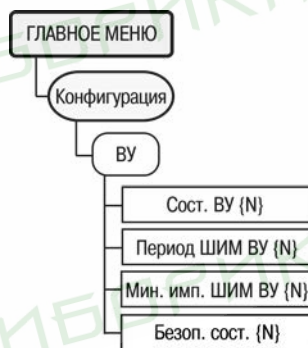 ГЛАВНОЕ МЕНЮ
Конфигурация
ВУ
Сост. ВУ {N}
Период ШИМ ВУ {N}
Мин. имп. ШИМ ВУ {N}
Безоп. сост. {N}